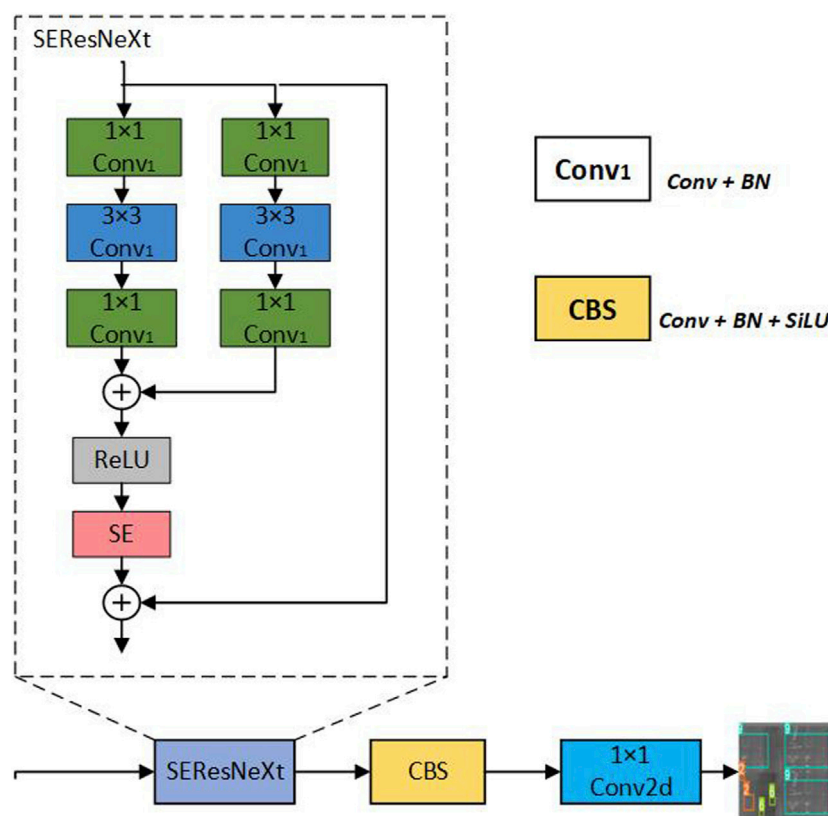 SEResNeXt
1×1
Conv₁
1×1
Conv₁
3×3
Conv₁
3×3
Conv₁
1×1
Conv₁
1×1
Conv₁
ReLU
SE
Conv₁
Conv + BN
CBS
Conv + BN + SiLU
SEResNeXt
CBS
1×1
Conv2d